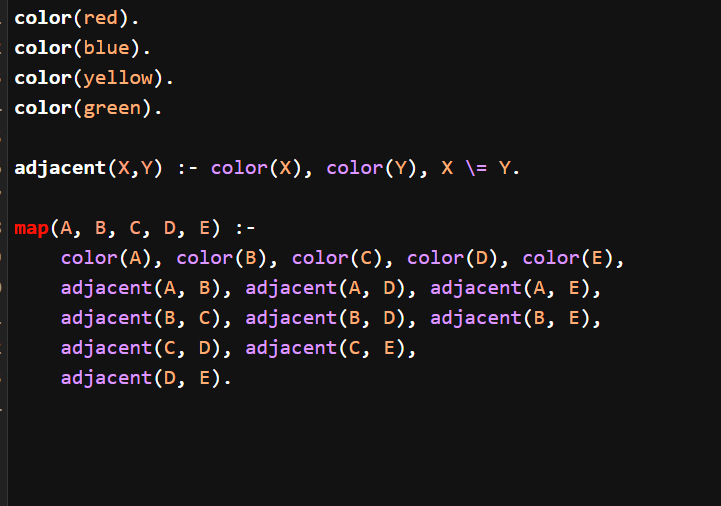 color(red).
color(blue).
color(yellow).
color(green).
adjacent(X,Y) :- color(X), color(Y), X \= Y.
map(A, B, C, D, E) :-
    color(A), color(B), color(C), color(D), color(E),
    adjacent(A, B), adjacent(A, D), adjacent(A, E),
    adjacent(B, C), adjacent(B, D), adjacent(B, E),
    adjacent(C, D), adjacent(C, E),
    adjacent(D, E).